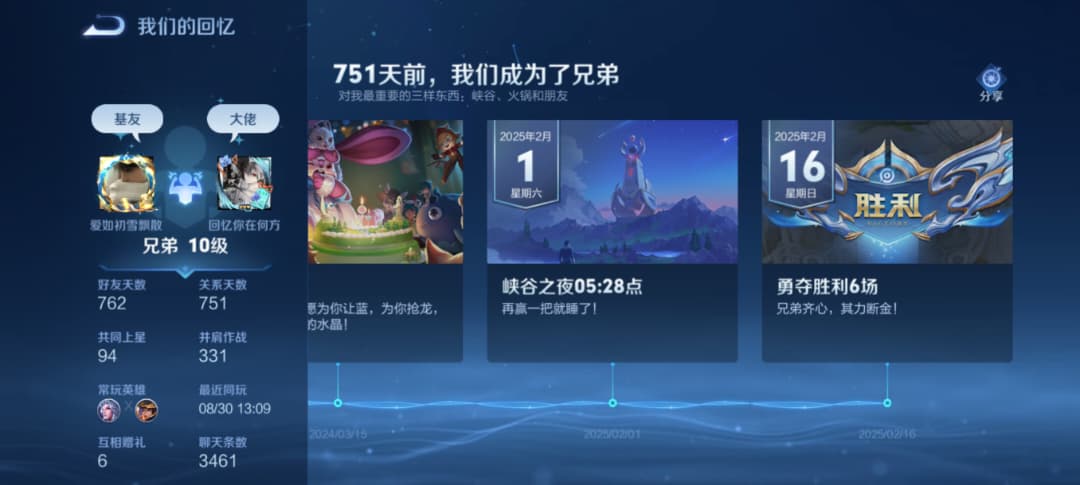 我们的回忆
基友
大佬
爱如初雪飘散
回忆你在何方
兄弟 10级
好友天数
关系天数
762
751
共同上星
并肩作战
94
331
常玩英雄
最近同玩
08/30 13:09
互相赠礼
聊天条数
6
3461
751天前，我们成为了兄弟
对我最重要的三样东西：峡谷、火锅和朋友
分享
愿为你让蓝，为你抢龙，
的水晶！
2025年2月
1
星期六
峡谷之夜05:28点
再赢一把就睡了！
2025年2月
16
星期日
胜利
勇夺胜利6场
兄弟齐心，其力断金！
2024/03/15
2025/02/01
2025/02/16